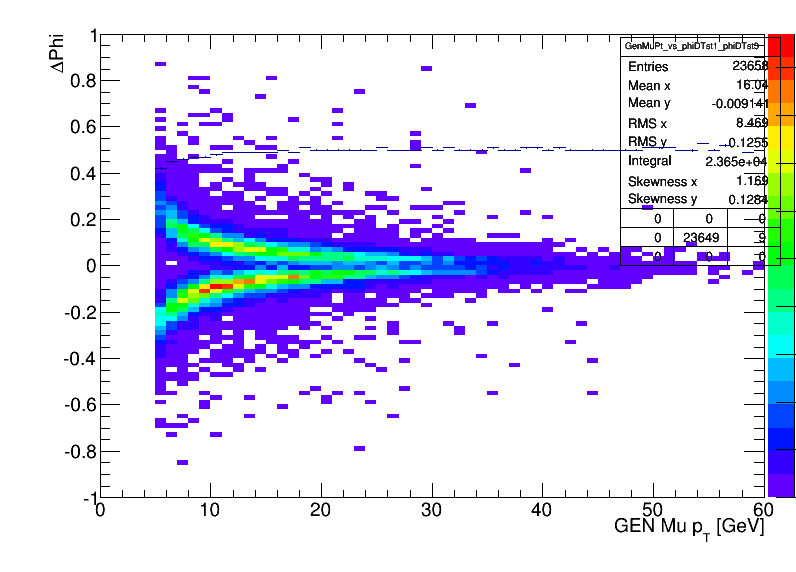 ΔPhi
1
0.8
0.6
0.4
0.2
0
-0.2
-0.4
-0.6
-0.8
-1
GenMuPt_vs_phiDTst1_phiDTst3
Entries 23658
Mean x 16.04
Mean y -0.009141
RMS x 8.469
RMS y 0.1255
Integral 2.365e+04
Skewness x 1.169
Skewness y 0.1284
0 0 0
0 23649 9
0 0 0
0 10 20 30 40 50 60
GEN Mu pT [GeV]